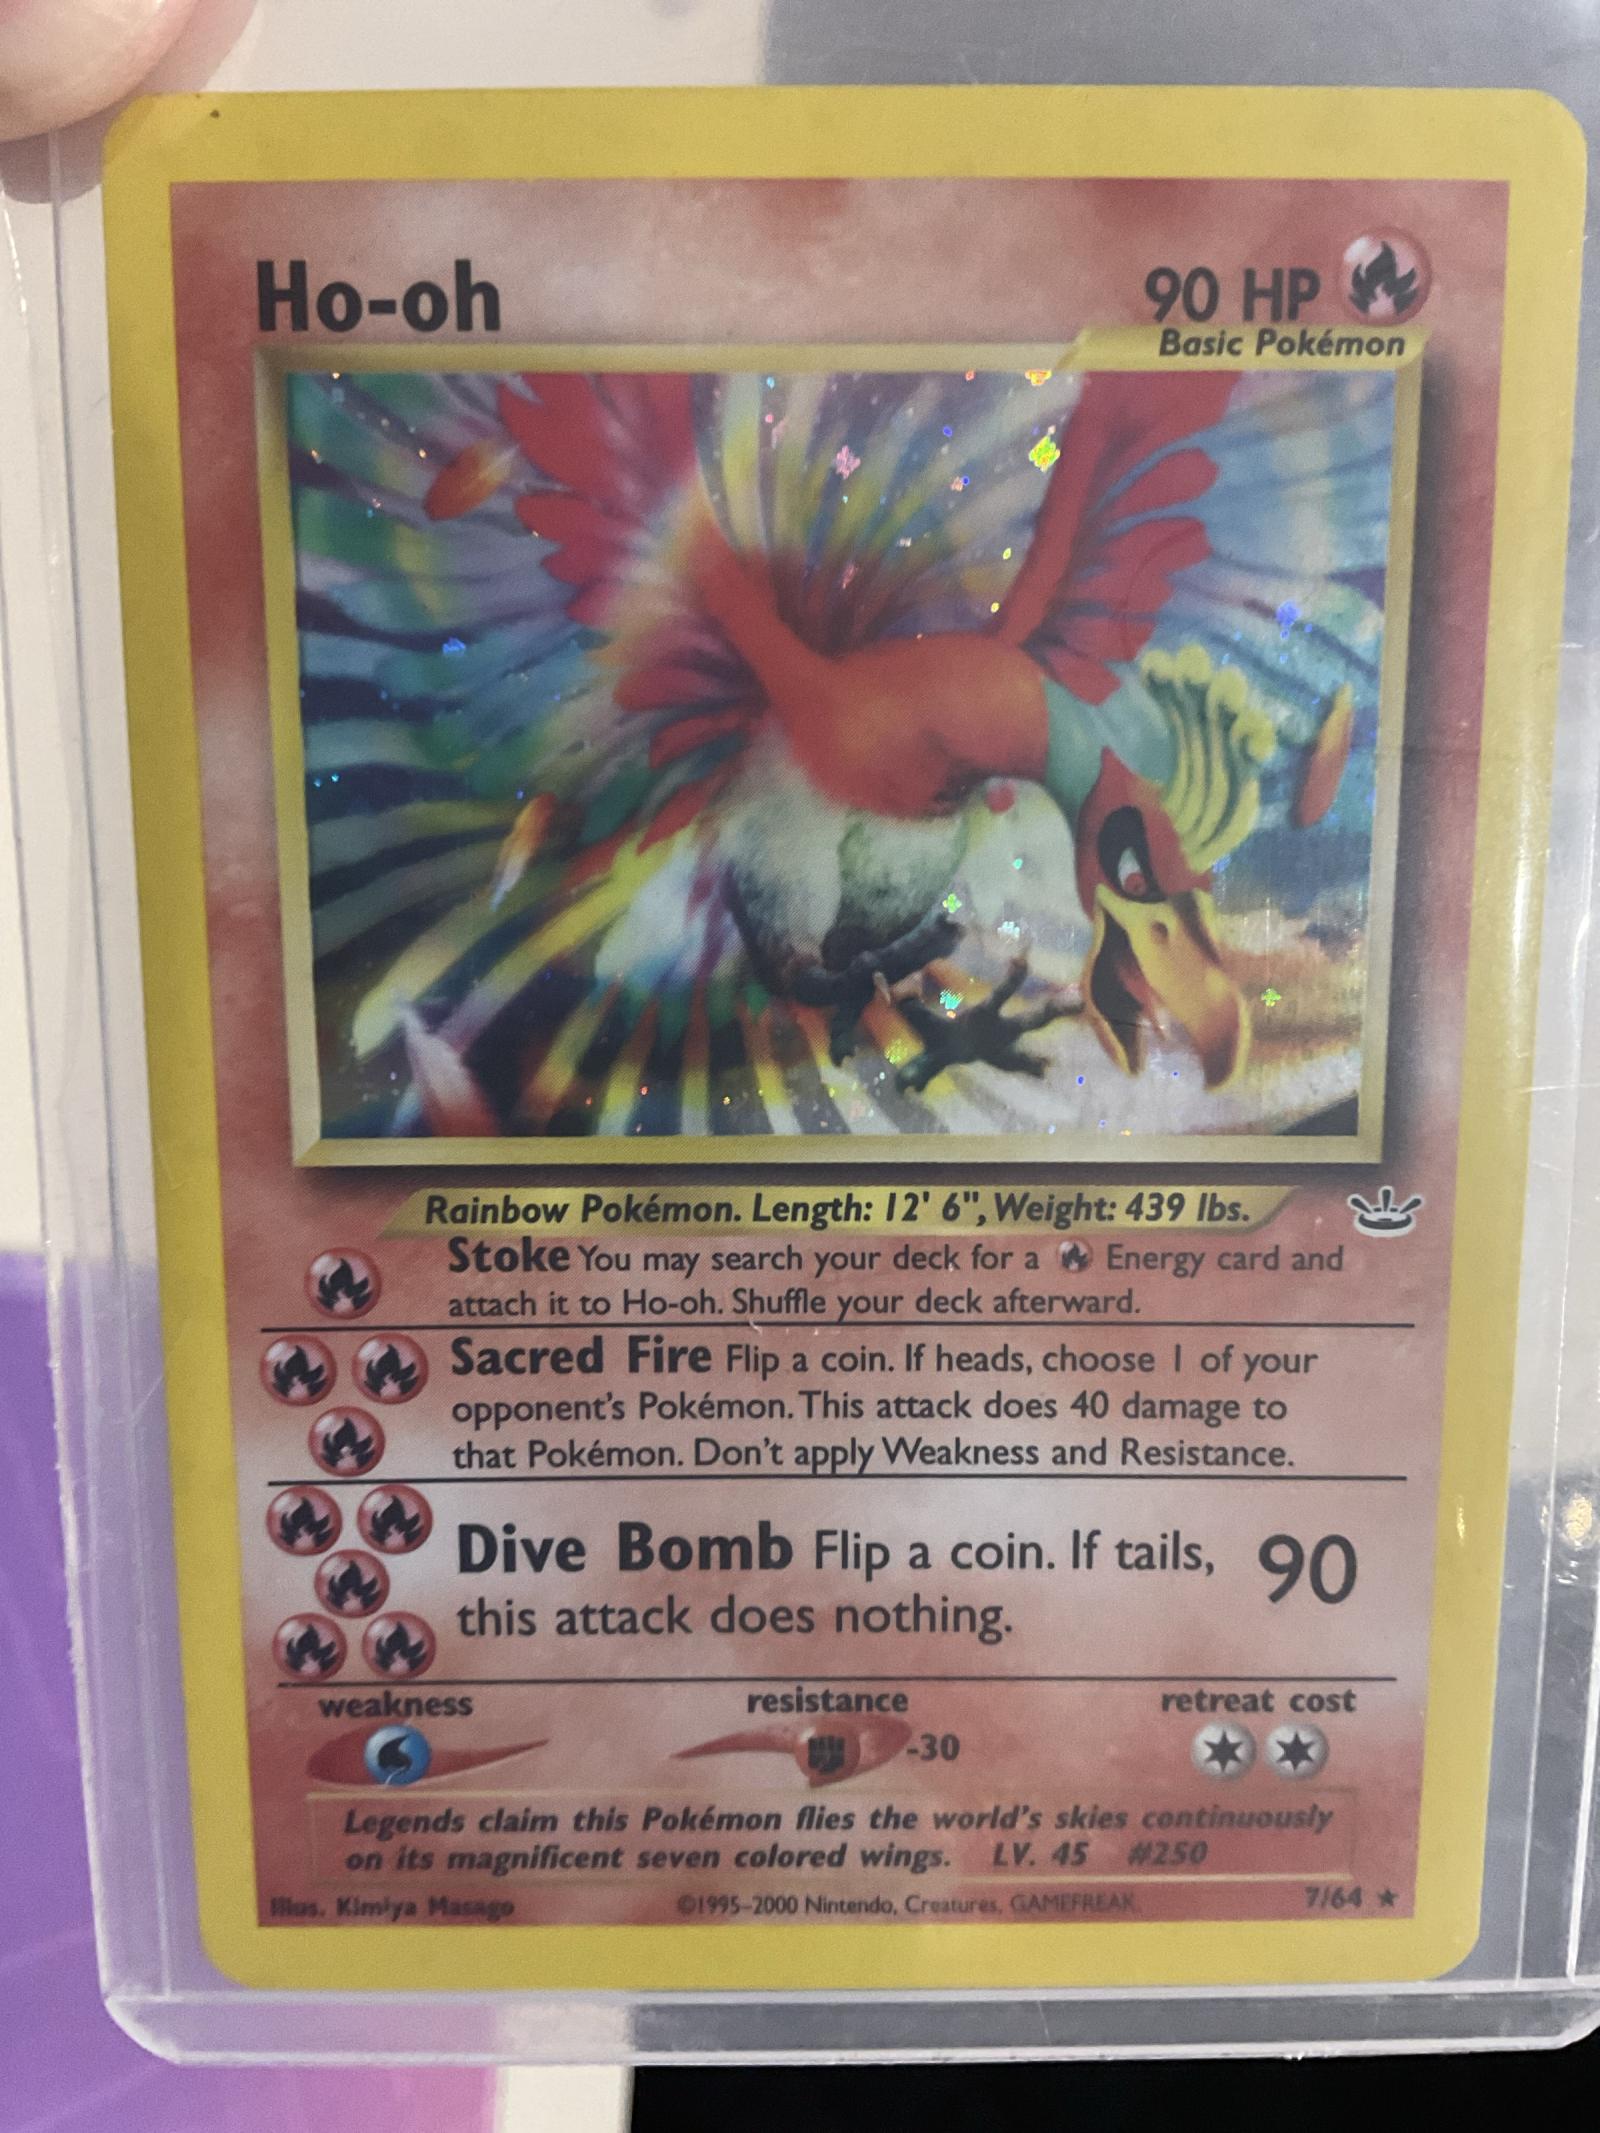 Ho-oh
90 HP
Basic Pokémon
Rainbow Pokémon. Length: 12' 6", Weight: 439 lbs.
Stoke You may search your deck for a Energy card and
attach it to Ho-oh. Shuffle your deck afterward.
Sacred Fire Flip a coin. If heads, choose 1 of your
opponent's Pokémon. This attack does 40 damage to
that Pokémon. Don't apply Weakness and Resistance.
Dive Bomb Flip a coin. If tails, 90
this attack does nothing.
weakness resistance retreat cost
-30
Legends claim this Pokémon flies the world's skies continuously
on its magnificent seven colored wings. LV. 45 #250
Illus. Kimiya Masago ©1995-2000 Nintendo, Creatures, GAMEFREAK. 7/64 ★